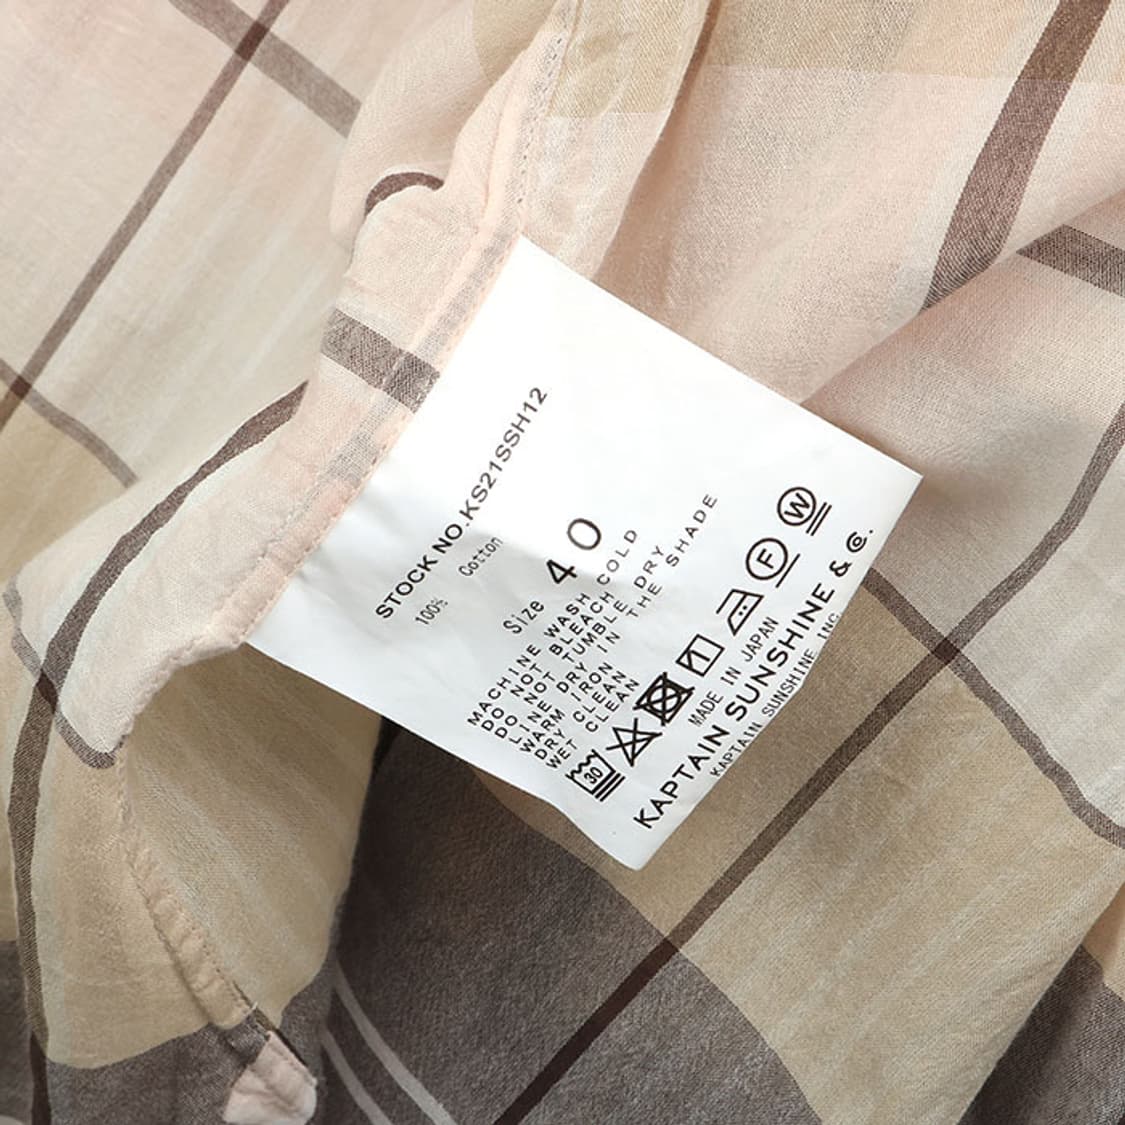 STOCK NO.KS21SSH12
100% Cotton
Size 40
MACHINE WASH COLD
DO NOT BLEACH
DO NOT TUMBLE DRY
LINE DRY IN THE SHADE
WARM IRON
DRY CLEAN
WET CLEAN
30
F
W
MADE IN JAPAN
KAPTAIN SUNSHINE & @.
KAPTAIN SUNSHINE INC.